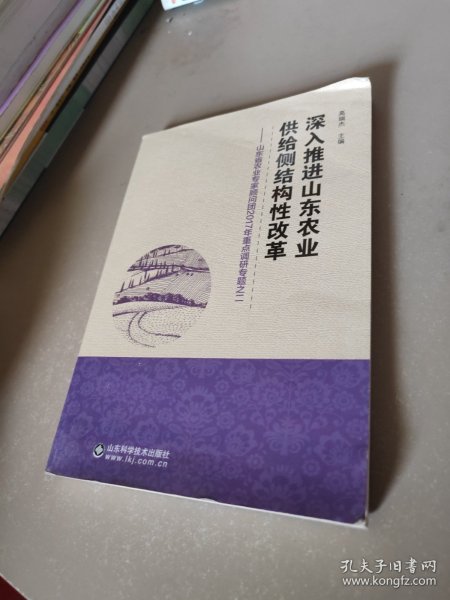 高瑞杰 主编
深入推进山东农业
供给侧结构性改革
——山东省农业专家顾问团2017年重点调研专题之二
山东科学技术出版社
www.lkj.com.cn
孔夫子旧书网
www.kongfz.com